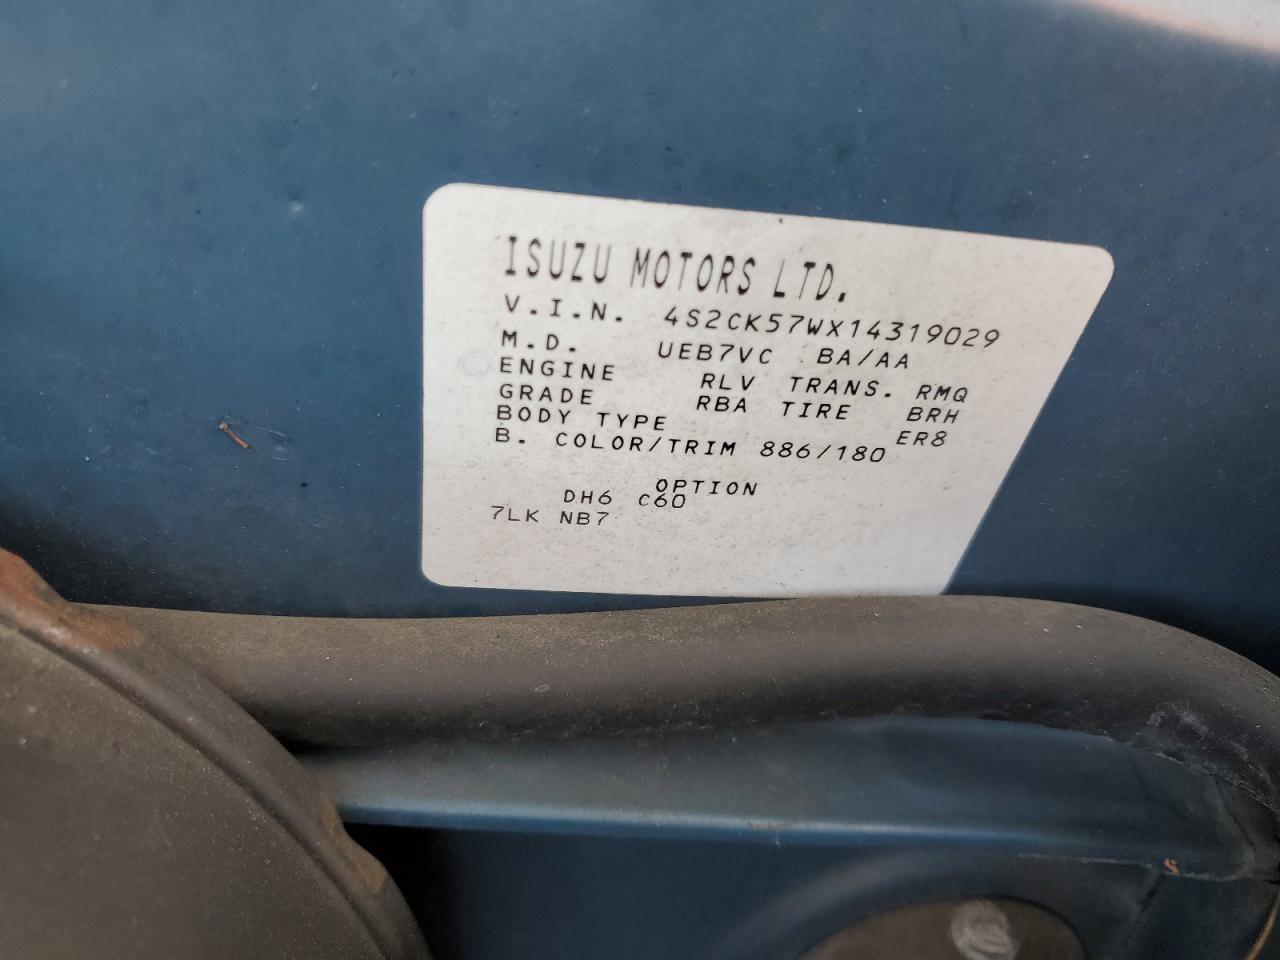 ISUZU MOTORS LTD.
V.I.N. 4S2CK57WX14319029
M.D. UEB7VC BA/AA
ENGINE RLV TRANS. RMQ
GRADE RBA TIRE BRH
BODY TYPE ER8
B. COLOR/TRIM 886/180
OPTION
DH6 C60
7LK NB7